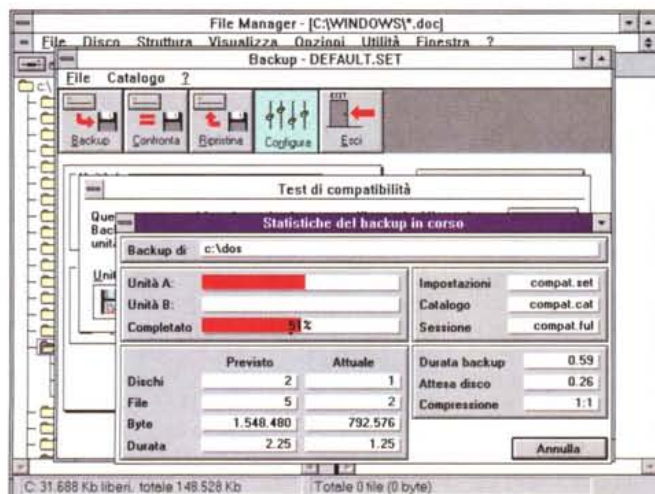 File Manager - [C:\WINDOWS\*.doc]
File Disco Struttura Visualizza Opzioni Utilità Finestra ?
Backup - DEFAULT.SET
File Catalogo ?
Backup Confronta Ripristina Configura EXIT Esci
c:\
Test di compatibilità
Statistiche del backup in corso
Backup di c:\dos
Unità A:
Unità B:
Completato 51%
Impostazioni compat.set
Catalogo compat.cat
Sessione compat.ful
Previsto Attuale
Dischi 2 1
File 5 2
Byte 1.548.480 792.576
Durata 2.25 1.25
Durata backup 0.59
Attesa disco 0.26
Compressione 1:1
Annulla
C: 31.688 Kb liberi, totale 148.528 Kb
Totale 0 file (0 byte)